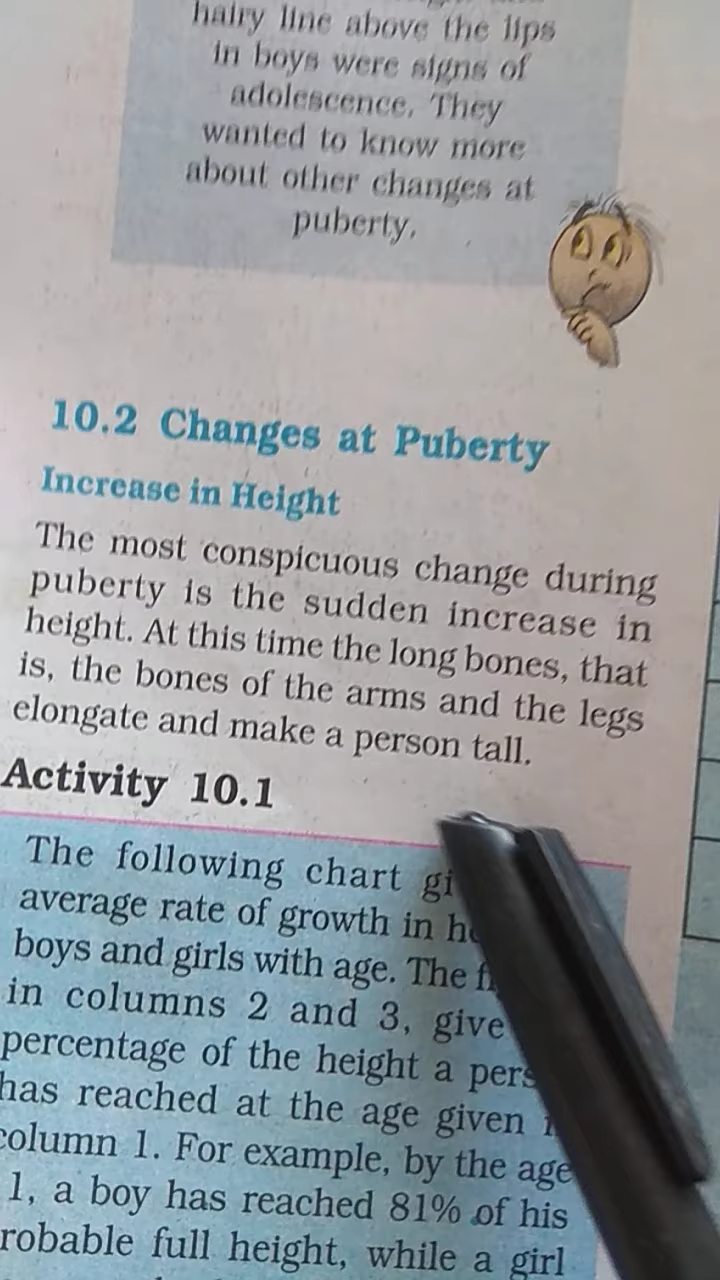 hairy line above the lips
in boys were signs of
adolescence. They
wanted to know more
about other changes at
puberty.
10.2 Changes at Puberty
Increase in Height
The most conspicuous change during
puberty is the sudden increase in
height. At this time the long bones, that
is, the bones of the arms and the legs
elongate and make a person tall.
Activity 10.1
The following chart
average rate of growth in
boys and girls with age. The
in columns 2 and 3, give
percentage of the height a
has reached at the age given
column 1. For example, by the age
1, a boy has reached 81% of his
robable full height, while a girl